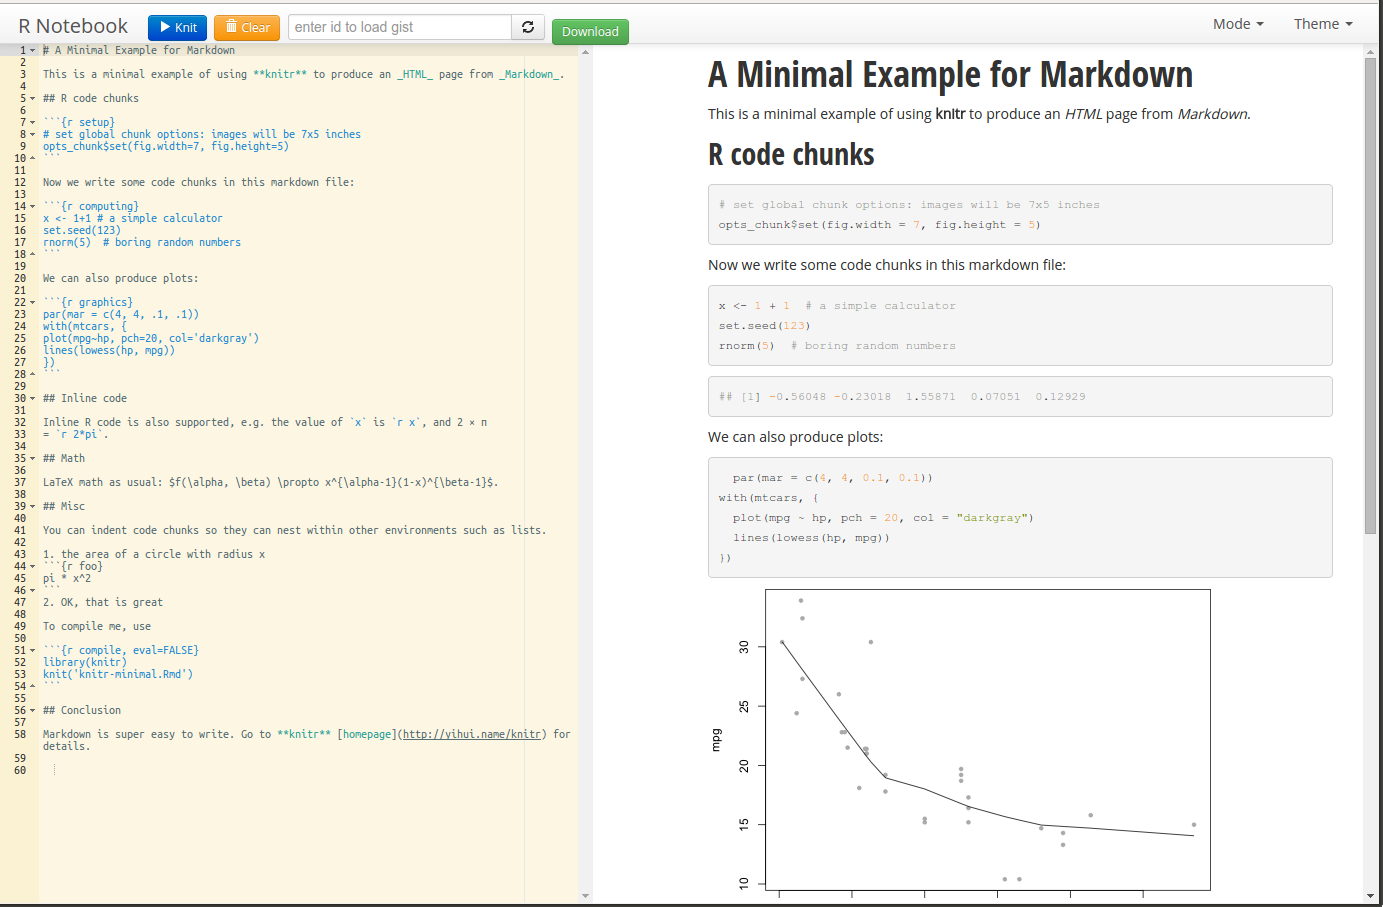 R Notebook Knit Clear enter id to load gist Download Mode Theme
1 # A Minimal Example for Markdown
2
3 This is a minimal example of using **knitr** to produce an _HTML_ page from _Markdown_.
4
5 ## R code chunks
6
7 ```{r setup}
8 # set global chunk options: images will be 7x5 inches
9 opts_chunk$set(fig.width=7, fig.height=5)
10 ```
11
12 Now we write some code chunks in this markdown file:
13
14 ```{r computing}
15 x <- 1+1 # a simple calculator
16 set.seed(123)
17 rnorm(5)  # boring random numbers
18 ```
19
20 We can also produce plots:
21
22 ```{r graphics}
23 par(mar = c(4, 4, .1, .1))
24 with(mtcars, {
25 plot(mpg~hp, pch=20, col='darkgray')
26 lines(lowess(hp, mpg))
27 })
28 ```
29
30 ## Inline code
31
32 Inline R code is also supported, e.g. the value of `x` is `r x`, and 2 × π
33 = `r 2*pi`.
34
35 ## Math
36
37 LaTeX math as usual: $f(\alpha, \beta) \propto x^{\alpha-1}(1-x)^{\beta-1}$.
38
39 ## Misc
40
41 You can indent code chunks so they can nest within other environments such as lists.
42
43 1. the area of a circle with radius x
44 ```{r foo}
45 pi * x^2
46 ```
47 2. OK, that is great
48
49 To compile me, use
50
51 ```{r compile, eval=FALSE}
52 library(knitr)
53 knit('knitr-minimal.Rmd')
54 ```
55
56 ## Conclusion
57
58 Markdown is super easy to write. Go to **knitr** [homepage](http://yihui.name/knitr) for
details.
59
60
A Minimal Example for Markdown
This is a minimal example of using knitr to produce an HTML page from Markdown.
R code chunks
# set global chunk options: images will be 7x5 inches
opts_chunk$set(fig.width = 7, fig.height = 5)
Now we write some code chunks in this markdown file:
x <- 1 + 1  # a simple calculator
set.seed(123)
rnorm(5)  # boring random numbers
## [1] -0.56048 -0.23018  1.55871  0.07051  0.12929
We can also produce plots:
par(mar = c(4, 4, 0.1, 0.1))
with(mtcars, {
plot(mpg ~ hp, pch = 20, col = "darkgray")
lines(lowess(hp, mpg))
})
mpg
30
25
20
15
10